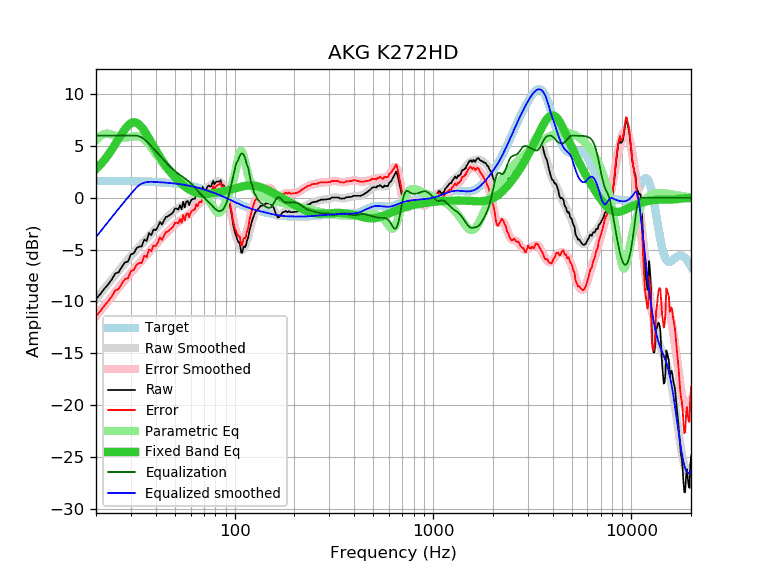 AKG K272HD
10
5
0
−5
−10
−15
−20
−25
−30
Amplitude (dBr)
Target
Raw Smoothed
Error Smoothed
Raw
Error
Parametric Eq
Fixed Band Eq
Equalization
Equalized smoothed
100
1000
10000
Frequency (Hz)